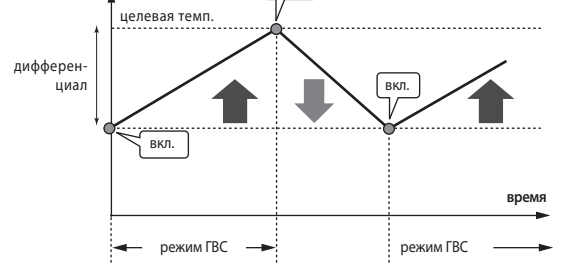 целевая темп.
дифферен-
циал
вкл.
вкл.
время
режим ГВС
режим ГВС